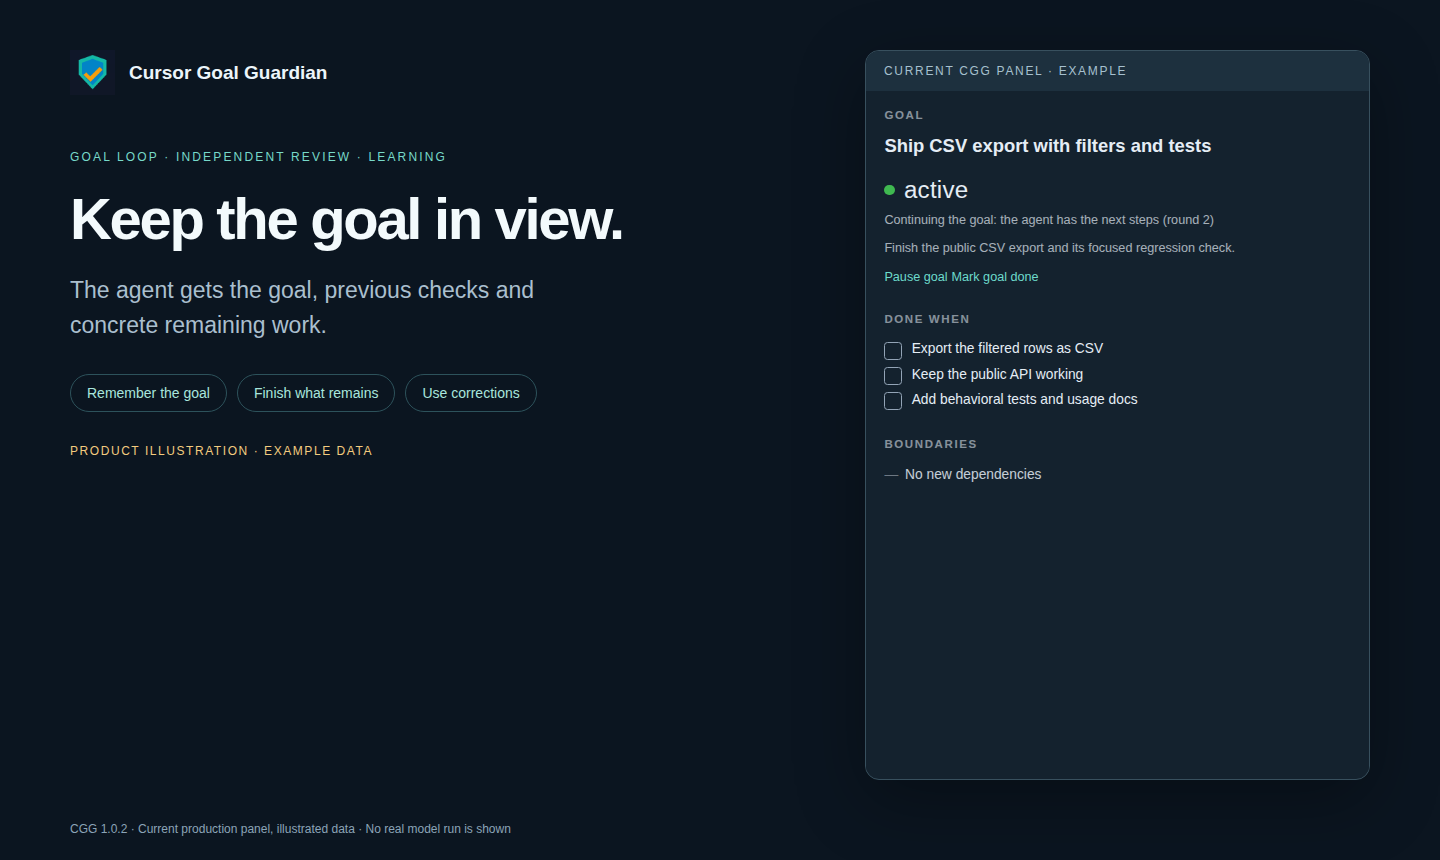 Cursor Goal Guardian
GOAL LOOP · INDEPENDENT REVIEW · LEARNING
Keep the goal in view.
The agent gets the goal, previous checks and
concrete remaining work.
Remember the goal
Finish what remains
Use corrections
PRODUCT ILLUSTRATION · EXAMPLE DATA
CURRENT CGG PANEL · EXAMPLE
GOAL
Ship CSV export with filters and tests
active
Continuing the goal: the agent has the next steps (round 2)
Finish the public CSV export and its focused regression check.
Pause goal Mark goal done
DONE WHEN
Export the filtered rows as CSV
Keep the public API working
Add behavioral tests and usage docs
BOUNDARIES
— No new dependencies
CGG 1.0.2 · Current production panel, illustrated data · No real model run is shown